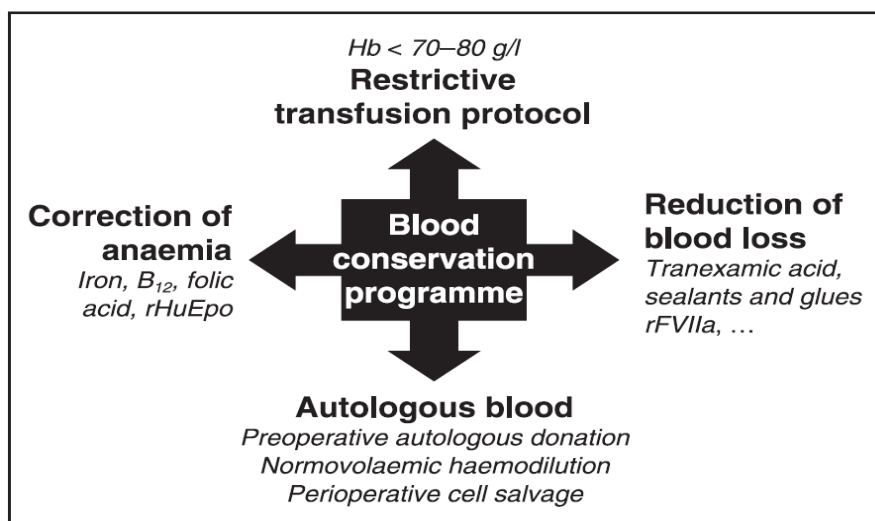 Hb < 70–80 g/l
Restrictive
transfusion protocol
Correction of
anaemia
Iron, B₁₂, folic
acid, rHuEpo
Blood
conservation
programme
Reduction of
blood loss
Tranexamic acid,
sealants and glues
rFVIIa, …
Autologous blood
Preoperative autologous donation
Normovolaemic haemodilution
Perioperative cell salvage